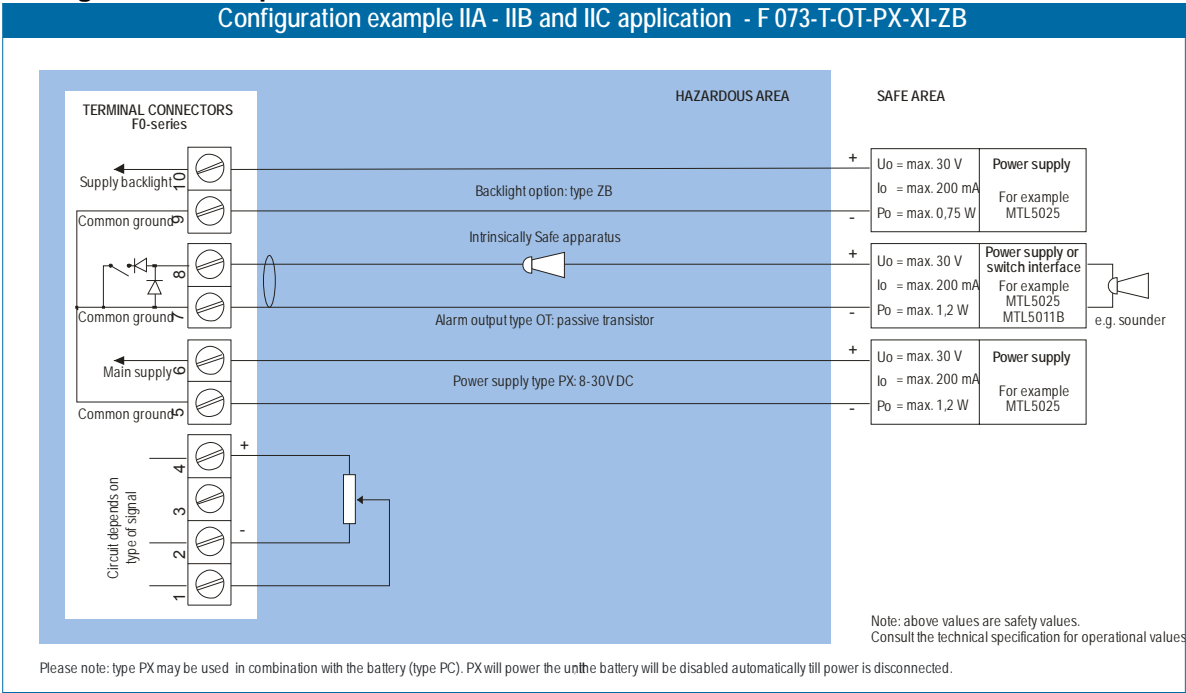 Configuration example IIA - IIB and IIC application - F073-T-OT-PX-XI-ZB
HAZARDOUS AREA
SAFE AREA
TERMINAL CONNECTORS
F0-series
10
Supply backlight
9
Common ground
8
7
Common ground
6
Main supply
5
Common ground
4
3
2
1
Circuit depends on
type of signal
+
-
Backlight option: type ZB
Intrinsically Safe apparatus
Alarm output type OT: passive transistor
Power supply type PX: 8-30V DC
+
-
Uo = max. 30 V
Io = max. 200 mA
Po = max. 0,75 W
Power supply
For example
MTL5025
+
-
Uo = max. 30 V
Io = max. 200 mA
Po = max. 1,2 W
Power supply or
switch interface
For example
MTL5025
MTL5011B
e.g. sounder
+
-
Uo = max. 30 V
Io = max. 200 mA
Po = max. 1,2 W
Power supply
For example
MTL5025
Note: above values are safety values.
Consult the technical specification for operational values
Please note: type PX may be used in combination with the battery (type PC). PX will power the the battery will be disabled automatically till power is disconnected.